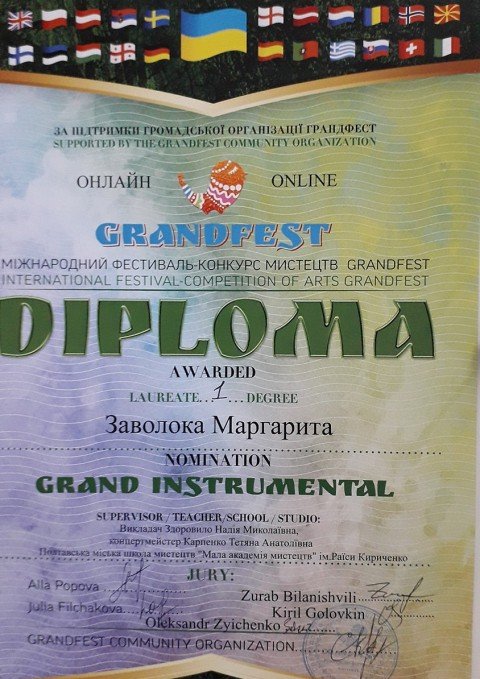 ЗА ПІДТРИМКИ ГРОМАДСЬКОЇ ОРГАНІЗАЦІЇ ГРАНДФЕСТ
SUPPORTED BY THE GRANDFEST COMMUNITY ORGANIZATION
ОНЛАЙН ONLINE
GRANDFEST
МІЖНАРОДНИЙ ФЕСТИВАЛЬ-КОНКУРС МИСТЕЦТВ GRANDFEST
INTERNATIONAL FESTIVAL-COMPETITION OF ARTS GRANDFEST
DIPLOMA
AWARDED
LAUREATE...1...DEGREE
Заволока Маргарита
NOMINATION
GRAND INSTRUMENTAL
SUPERVISOR / TEACHER/SCHOOL / STUDIO:
Викладач Здоровило Надія Миколаївна,
концертмейстер Карпенко Тетяна Анатоліївна
Полтавська міська школа мистецтв "Мала академія мистецтв" ім.Раїси Кириченко
JURY:
Alla Popova
Zurab Bilanishvili
Julia Filchakova
Kiril Golovkin
Oleksandr Zyichenko
GRANDFEST COMMUNITY ORGANIZATION